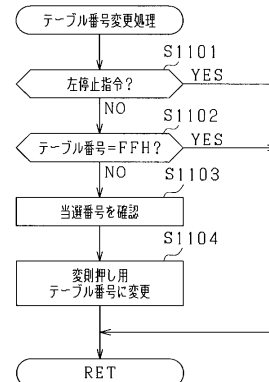 テーブル番号変更処理
S1101
左停止指令?
YES
NO
S1102
テーブル番号=FFH?
YES
NO
S1103
当選番号を確認
S1104
変則押し用
テーブル番号に変更
RET